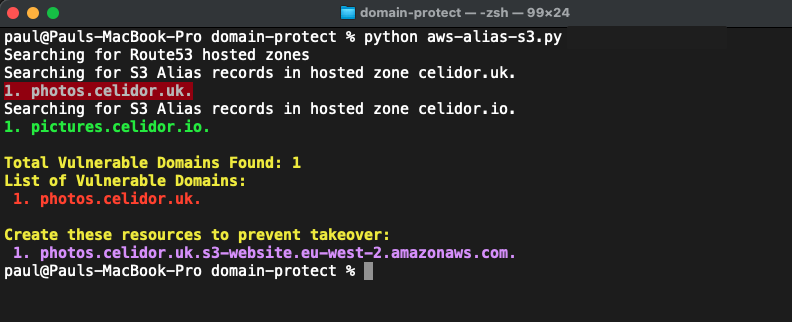 domain-protect — -zsh — 99×24
paul@Pauls-MacBook-Pro domain-protect % python aws-alias-s3.py
Searching for Route53 hosted zones
Searching for S3 Alias records in hosted zone celidor.uk.
1. photos.celidor.uk.
Searching for S3 Alias records in hosted zone celidor.io.
1. pictures.celidor.io.
Total Vulnerable Domains Found: 1
List of Vulnerable Domains:
1. photos.celidor.uk.
Create these resources to prevent takeover:
1. photos.celidor.uk.s3-website.eu-west-2.amazonaws.com.
paul@Pauls-MacBook-Pro domain-protect %